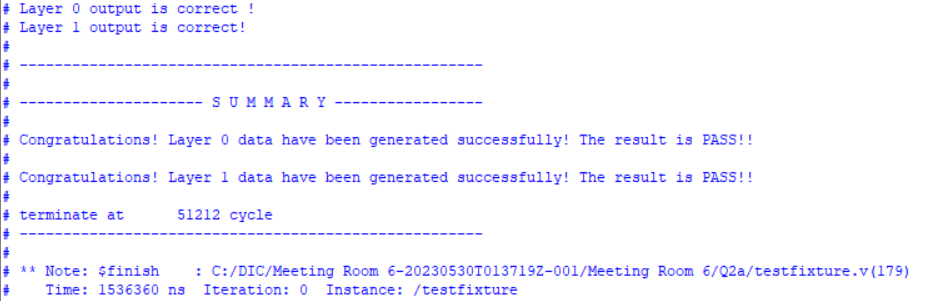 # Layer 0 output is correct !
# Layer 1 output is correct!
#
# -----------------------------------------------------
#
# --------------------- S U M M A R Y -----------------
#
# Congratulations! Layer 0 data have been generated successfully! The result is PASS!!
#
# Congratulations! Layer 1 data have been generated successfully! The result is PASS!!
#
# terminate at      51212 cycle
# -----------------------------------------------------
#
# ** Note: $finish    : C:/DIC/Meeting Room 6-20230530T013719Z-001/Meeting Room 6/Q2a/testfixture.v(179)
#    Time: 1536360 ns  Iteration: 0  Instance: /testfixture